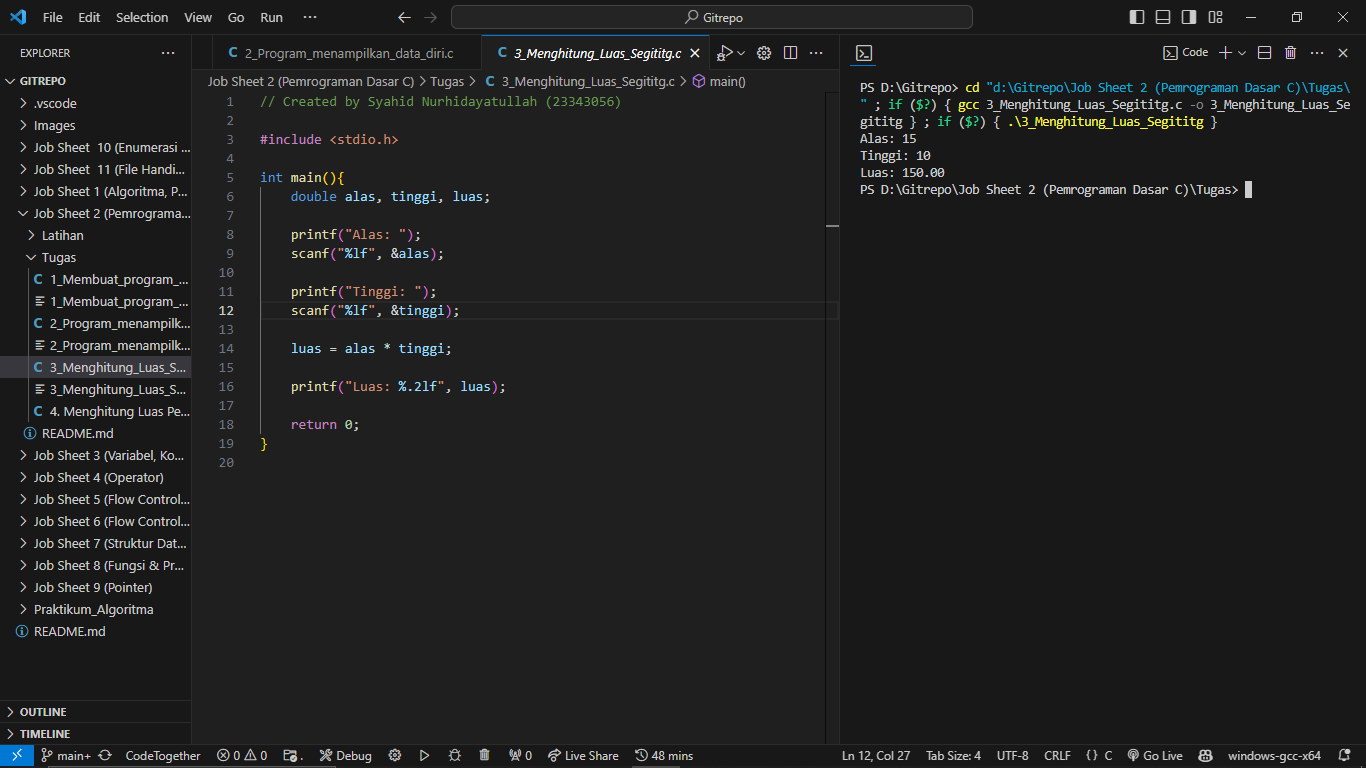 File Edit Selection View Go Run ··· Gitrepo
EXPLORER
GITREPO
.vscode
Images
Job Sheet 10 (Enumerasi ...
Job Sheet 11 (File Handi...
Job Sheet 1 (Algoritma, P...
Job Sheet 2 (Pemrograma...
Latihan
Tugas
C 1_Membuat_program_...
1_Membuat_program_...
C 2_Program_menampilk...
2_Program_menampilk...
C 3_Menghitung_Luas_S...
3_Menghitung_Luas_S...
C 4. Menghitung Luas Pe...
README.md
Job Sheet 3 (Variabel, Ko...
Job Sheet 4 (Operator)
Job Sheet 5 (Flow Control...
Job Sheet 6 (Flow Control...
Job Sheet 7 (Struktur Dat...
Job Sheet 8 (Fungsi & Pr...
Job Sheet 9 (Pointer)
Praktikum_Algoritma
README.md
OUTLINE
TIMELINE
C 2_Program_menampilkan_data_diri.c C 3_Menghitung_Luas_Segititg.c
Job Sheet 2 (Pemrograman Dasar C) > Tugas > C 3_Menghitung_Luas_Segititg.c > main()
1 // Created by Syahid Nurhidayatullah (23343056)
2
3 #include <stdio.h>
4
5 int main(){
6 double alas, tinggi, luas;
7
8 printf("Alas: ");
9 scanf("%lf", &alas);
10
11 printf("Tinggi: ");
12 scanf("%lf", &tinggi);
13
14 luas = alas * tinggi;
15
16 printf("Luas: %.2lf", luas);
17
18 return 0;
19 }
20
Code
PS D:\Gitrepo> cd "d:\Gitrepo\Job Sheet 2 (Pemrograman Dasar C)\Tugas\
" ; if ($?) { gcc 3_Menghitung_Luas_Segititg.c -o 3_Menghitung_Luas_Se
gititg } ; if ($?) { .\3_Menghitung_Luas_Segititg }
Alas: 15
Tinggi: 10
Luas: 150.00
PS D:\Gitrepo\Job Sheet 2 (Pemrograman Dasar C)\Tugas>
main+ CodeTogether 0 0 Debug 0 Live Share 48 mins Ln 12, Col 27 Tab Size: 4 UTF-8 CRLF {} C Go Live windows-gcc-x64